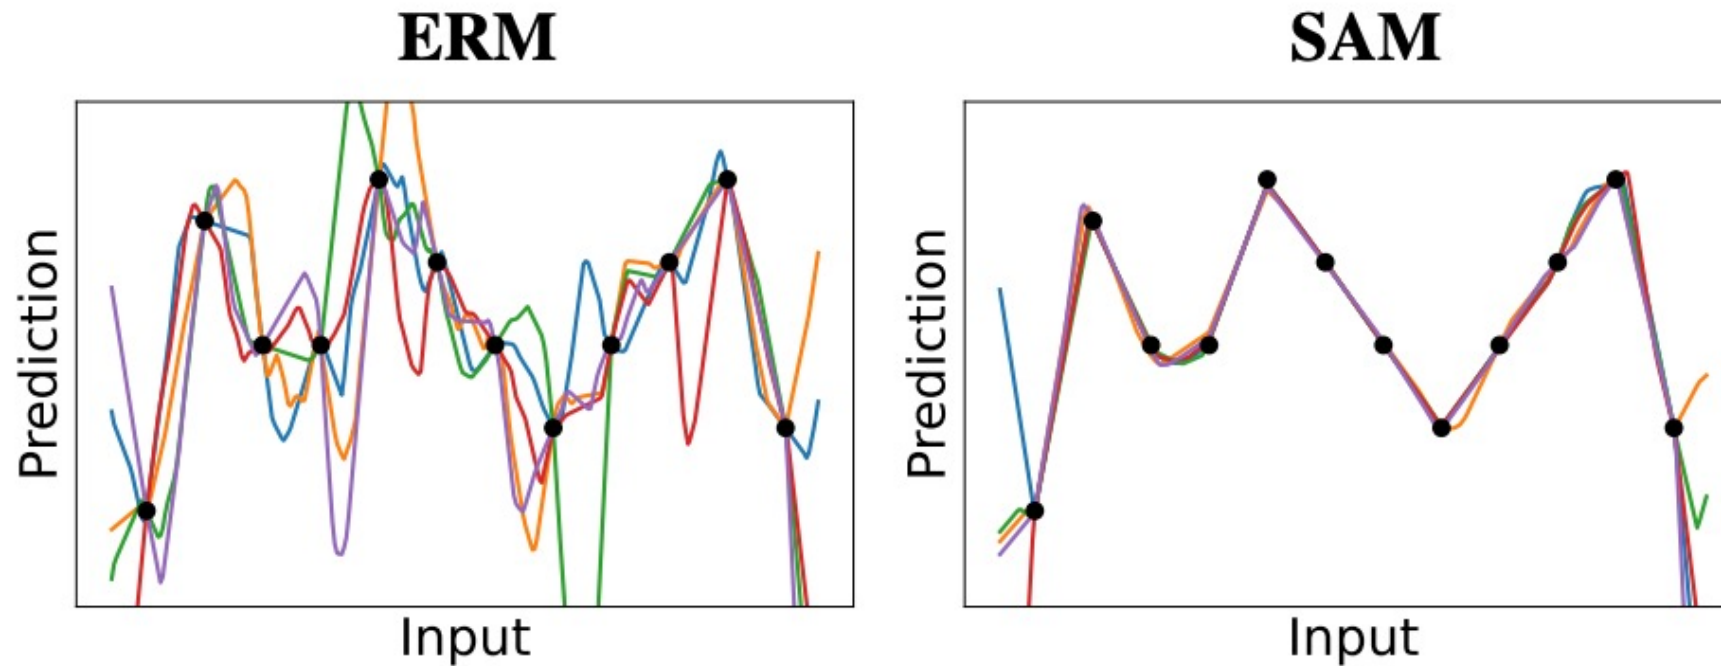 ERM
SAM
Prediction
Input
Prediction
Input